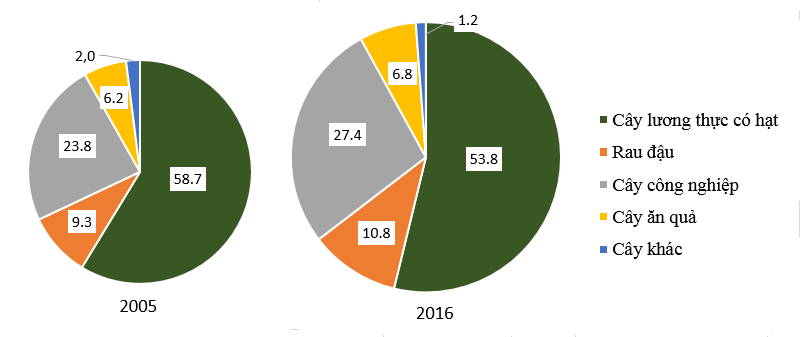 2,0
6.2
23.8
58.7
9.3
2005
1.2
6.8
27.4
53.8
10.8
2016
Cây lương thực có hạt
Rau đậu
Cây công nghiệp
Cây ăn quả
Cây khác